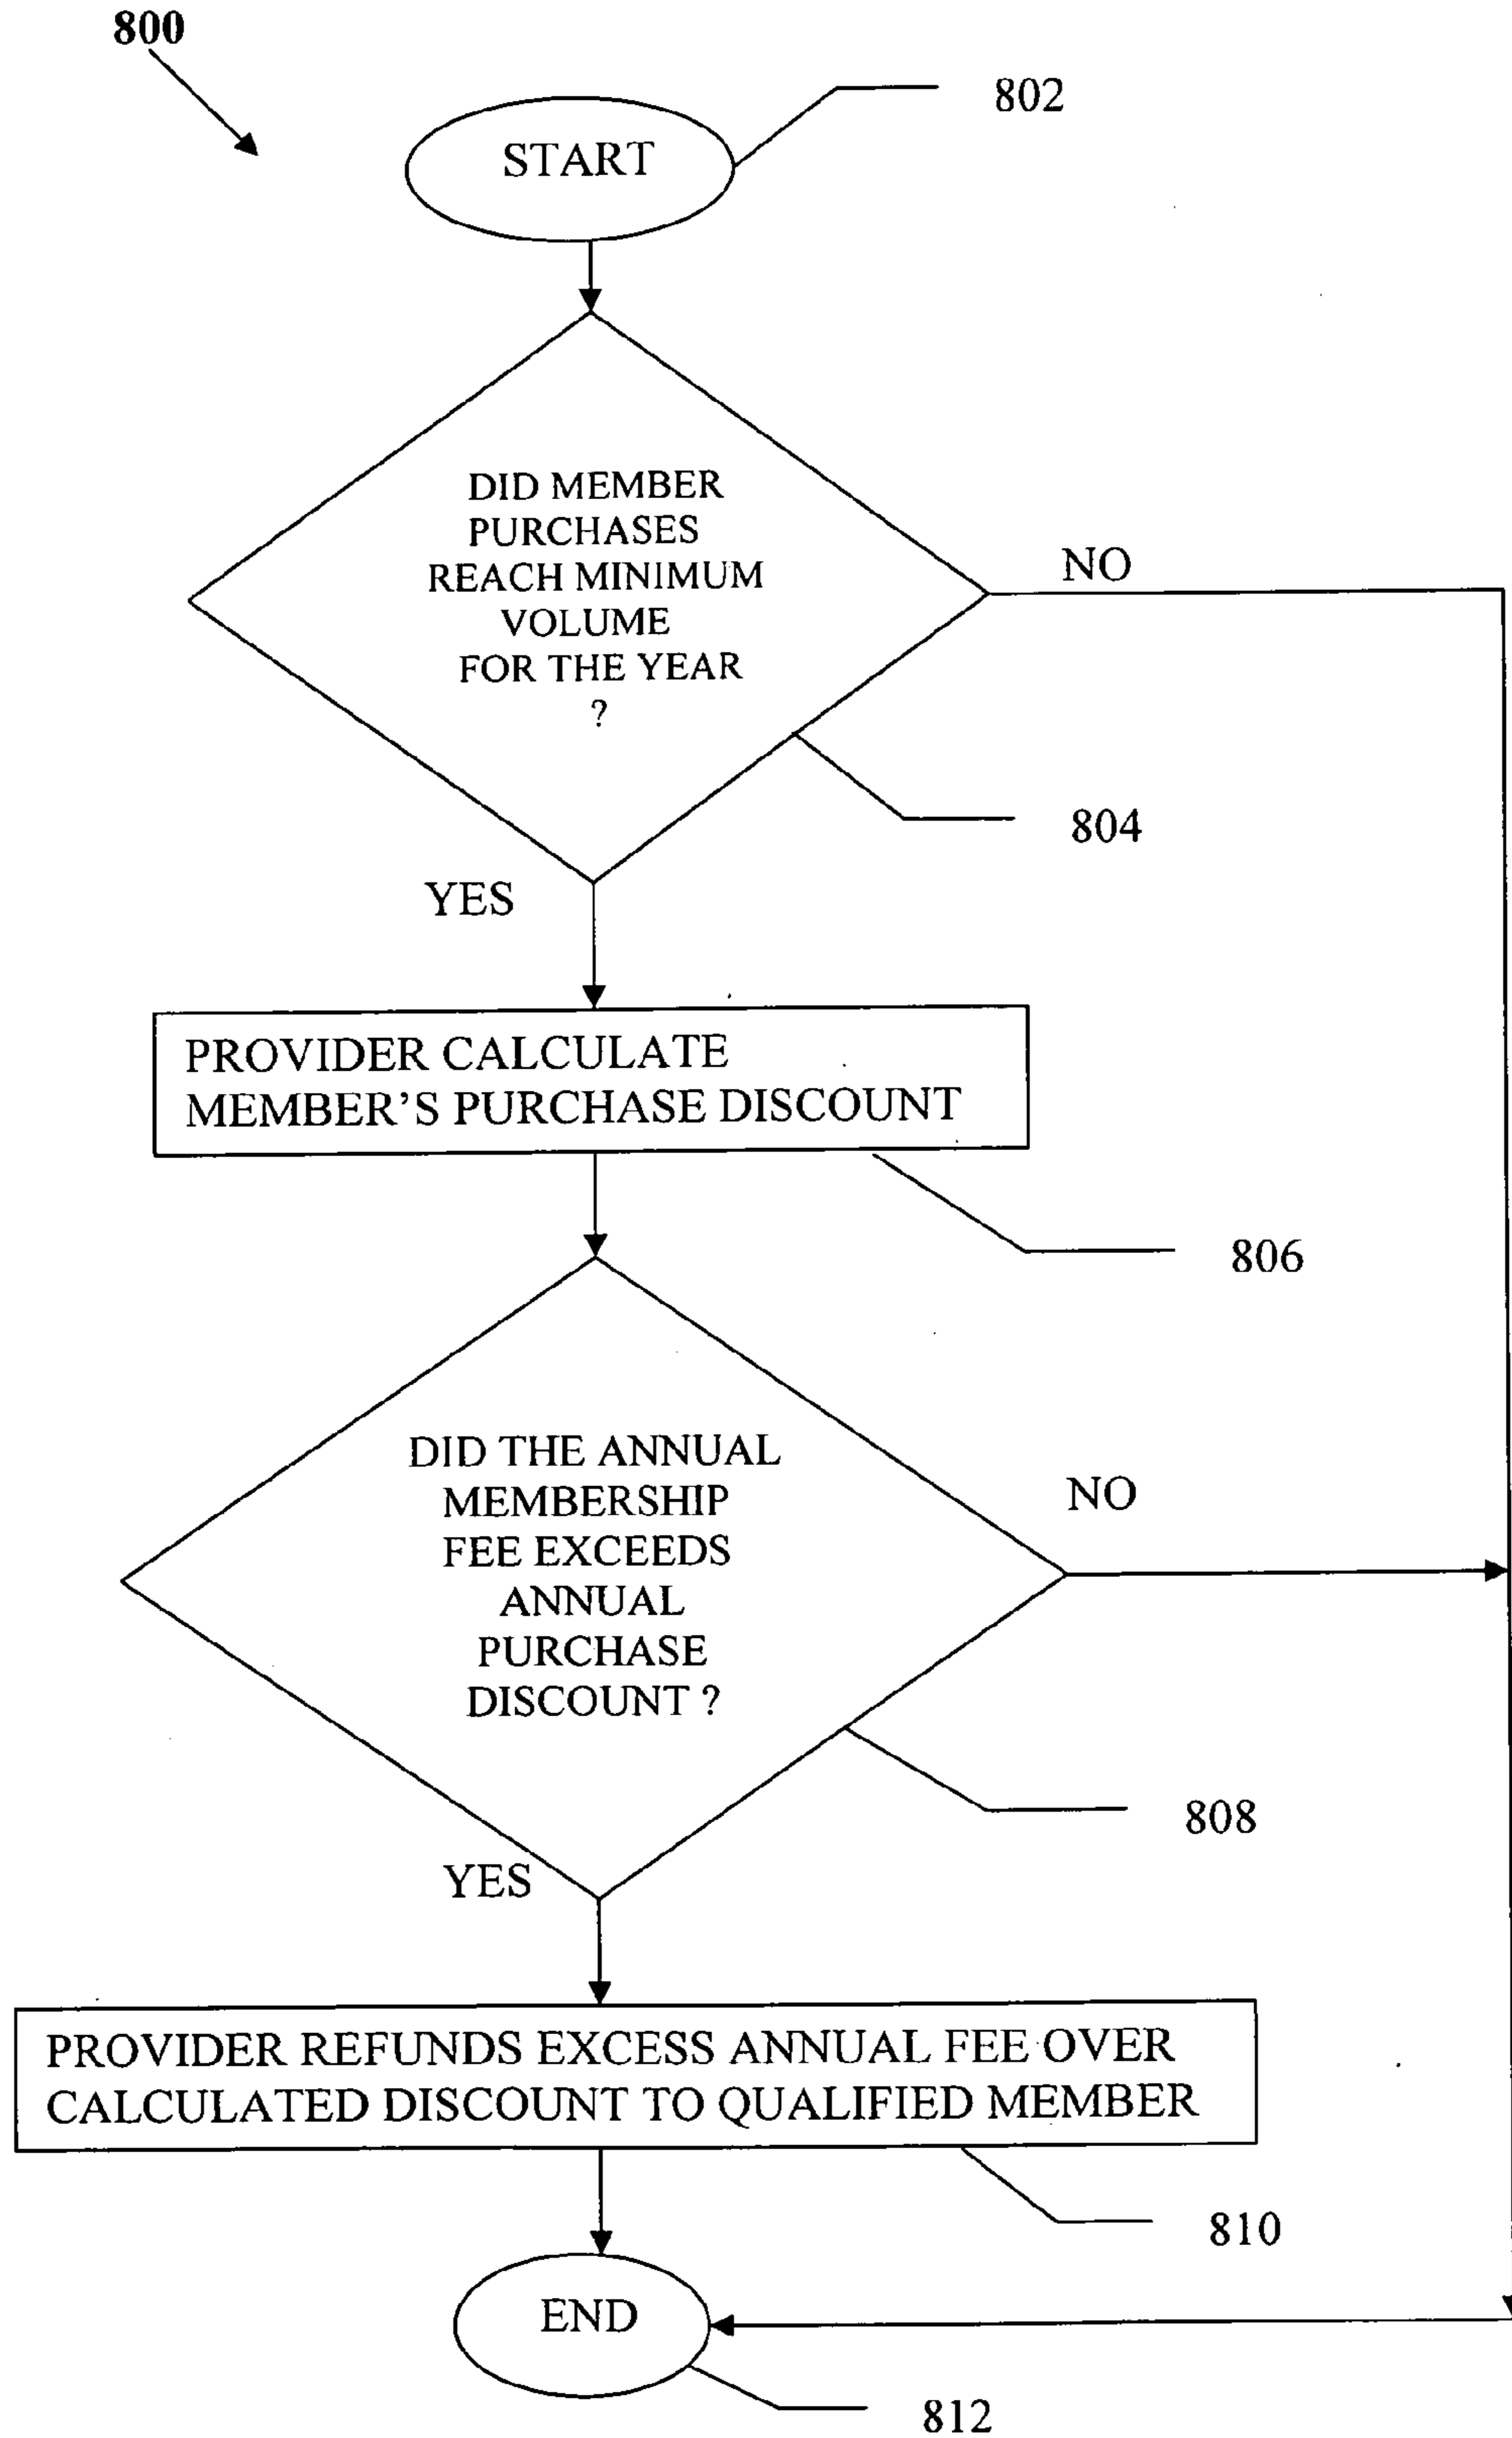 800
802
START
DID MEMBER
PURCHASES
REACH MINIMUM
VOLUME
FOR THE YEAR
?
NO
804
YES
PROVIDER CALCULATE
MEMBER'S PURCHASE DISCOUNT
806
DID THE ANNUAL
MEMBERSHIP
FEE EXCEEDS
ANNUAL
PURCHASE
DISCOUNT ?
NO
808
YES
PROVIDER REFUNDS EXCESS ANNUAL FEE OVER
CALCULATED DISCOUNT TO QUALIFIED MEMBER
810
END
812